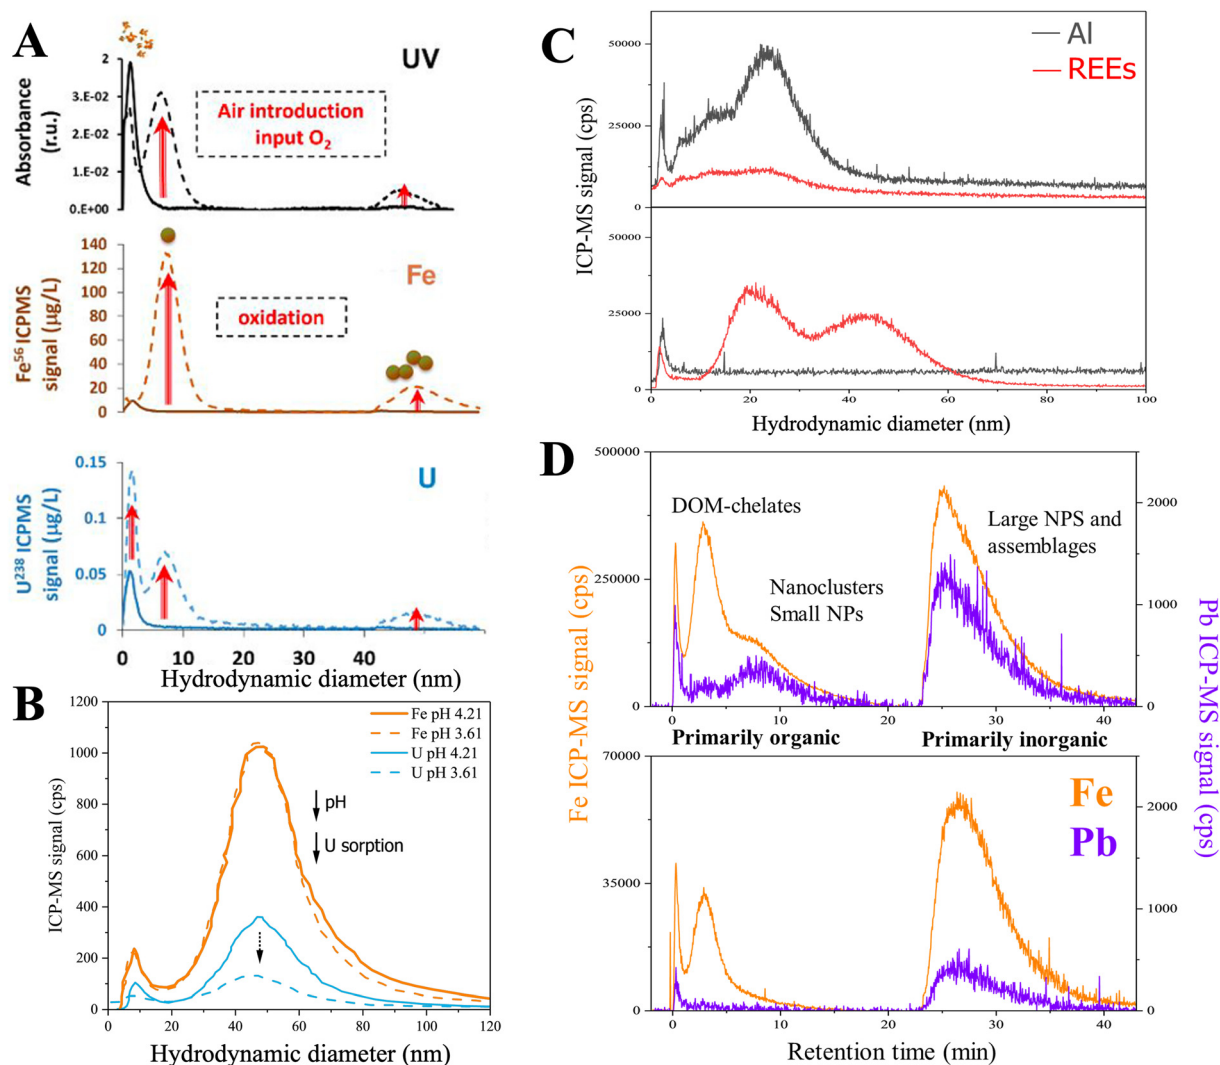 A
UV
Absorbance
(r.u.)
2
3.E-02
2.E-02
1.E-02
0.E+00
Air introduction
input O2
Fe
Fe56 ICPMS
signal (µg/L)
140
120
100
80
60
40
20
0
oxidation
U
U238 ICPMS
signal (µg/L)
0.15
0.1
0.05
0
0 10 20 30 40
Hydrodynamic diameter (nm)
B
ICP-MS signal (cps)
1200
1000
800
600
400
200
0
Fe pH 4.21
Fe pH 3.61
U pH 4.21
U pH 3.61
pH
U sorption
0 20 40 60 80 100 120
Hydrodynamic diameter (nm)
C
Al
REEs
ICP-MS signal (cps)
50000
25000
0
50000
25000
0
0 20 40 60 80 100
Hydrodynamic diameter (nm)
D
Fe ICP-MS signal (cps)
Pb ICP-MS signal (cps)
500000
250000
0
2000
1000
0
DOM-chelates
Nanoclusters
Small NPs
Large NPS and
assemblages
0 10 20 30 40
Primarily organic
Primarily inorganic
70000
35000
0
2000
1000
0
Fe
Pb
0 10 20 30 40
Retention time (min)